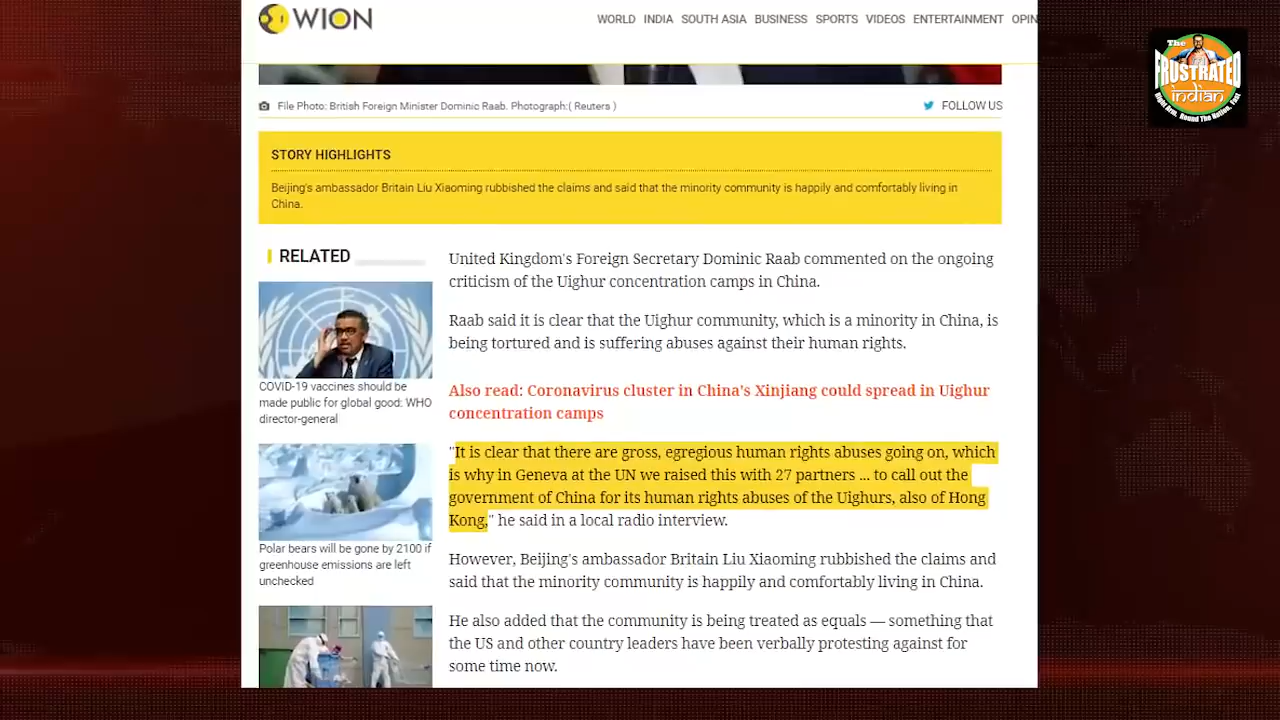 WION
WORLD INDIA SOUTH ASIA BUSINESS SPORTS VIDEOS ENTERTAINMENT OPIN
The
FRUSTRATED
indian
Right Arm. Round The Nation. Fast
File Photo: British Foreign Minister Dominic Raab. Photograph:( Reuters )
FOLLOW US
STORY HIGHLIGHTS
Beijing's ambassador Britain Liu Xiaoming rubbished the claims and said that the minority community is happily and comfortably living in
China.
RELATED
COVID-19 vaccines should be
made public for global good: WHO
director-general
Polar bears will be gone by 2100 if
greenhouse emissions are left
unchecked
United Kingdom's Foreign Secretary Dominic Raab commented on the ongoing
criticism of the Uighur concentration camps in China.
Raab said it is clear that the Uighur community, which is a minority in China, is
being tortured and is suffering abuses against their human rights.
Also read: Coronavirus cluster in China's Xinjiang could spread in Uighur
concentration camps
"It is clear that there are gross, egregious human rights abuses going on, which
is why in Geneva at the UN we raised this with 27 partners ... to call out the
government of China for its human rights abuses of the Uighurs, also of Hong
Kong," he said in a local radio interview.
However, Beijing's ambassador Britain Liu Xiaoming rubbished the claims and
said that the minority community is happily and comfortably living in China.
He also added that the community is being treated as equals — something that
the US and other country leaders have been verbally protesting against for
some time now.